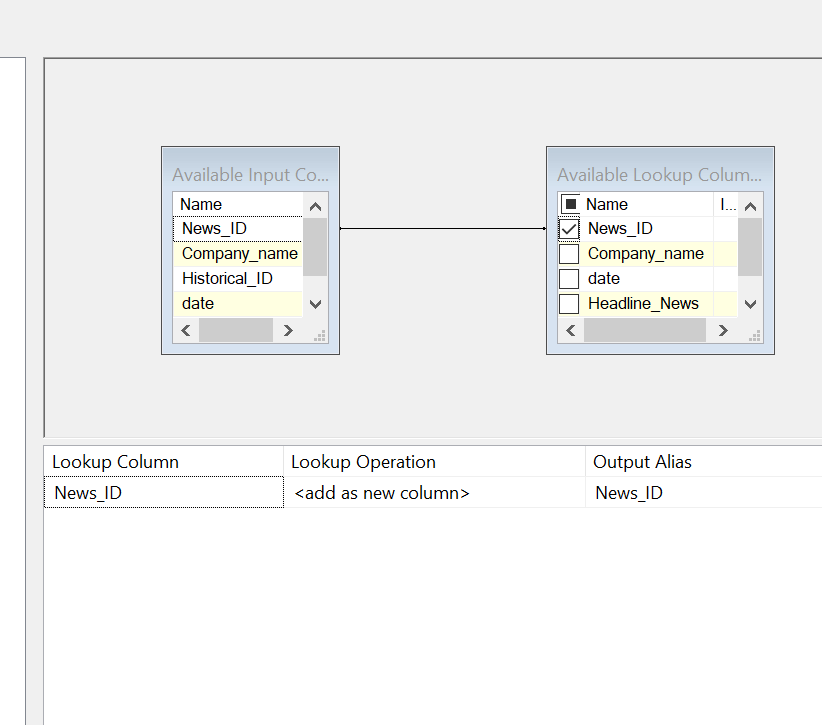 Available Input Co...
Name
News_ID
Company_name
Historical_ID
date
Available Lookup Colum...
Name I...
News_ID
Company_name
date
Headline_News
Lookup Column Lookup Operation Output Alias
News_ID <add as new column> News_ID